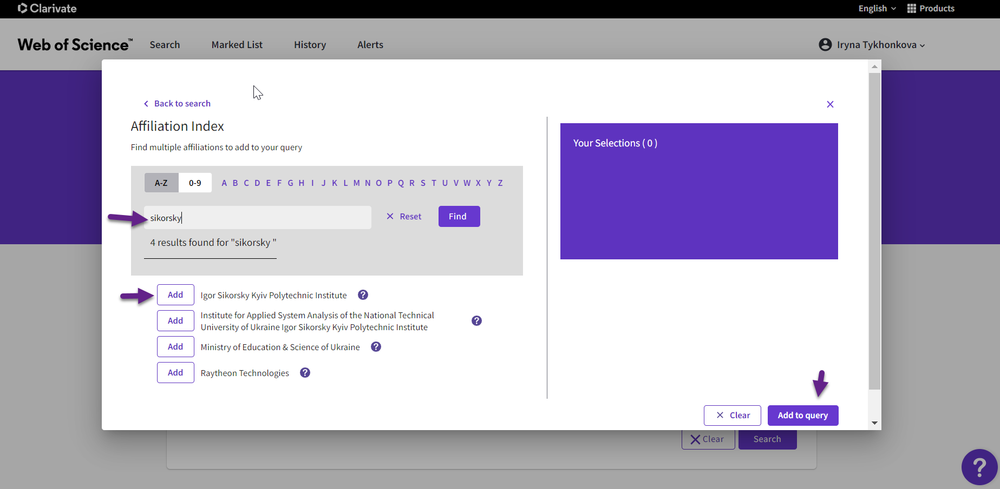 Clarivate
English
Products
Web of Science™
Search
Marked List
History
Alerts
Iryna Tykhonkova
Back to search
Affiliation Index
Find multiple affiliations to add to your query
A-Z
0-9
A B C D E F G H I J K L M N O P Q R S T U V W X Y Z
sikorsky
Reset
Find
4 results found for "sikorsky "
Add
Igor Sikorsky Kyiv Polytechnic Institute
?
Add
Institute for Applied System Analysis of the National Technical
University of Ukraine Igor Sikorsky Kyiv Polytechnic Institute
?
Add
Ministry of Education & Science of Ukraine
?
Add
Raytheon Technologies
?
Your Selections ( 0 )
Clear
Add to query
Clear
Search
?